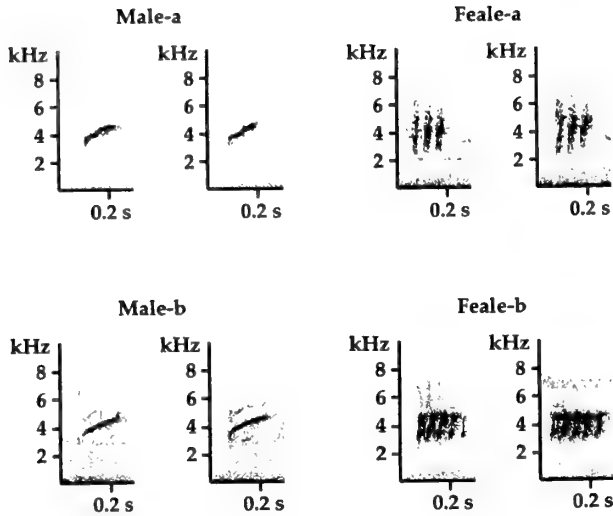 Male-a
Feale-a
kHz kHz kHz kHz
8 8 8 8
6 6 6 6
4 4 4 4
2 2 2 2
0.2 s 0.2 s 0.2 s 0.2 s
Male-b
Feale-b
kHz kHz kHz kHz
8 8 8 8
6 6 6 6
4 4 4 4
2 2 2 2
0.2 s 0.2 s 0.2 s 0.2 s